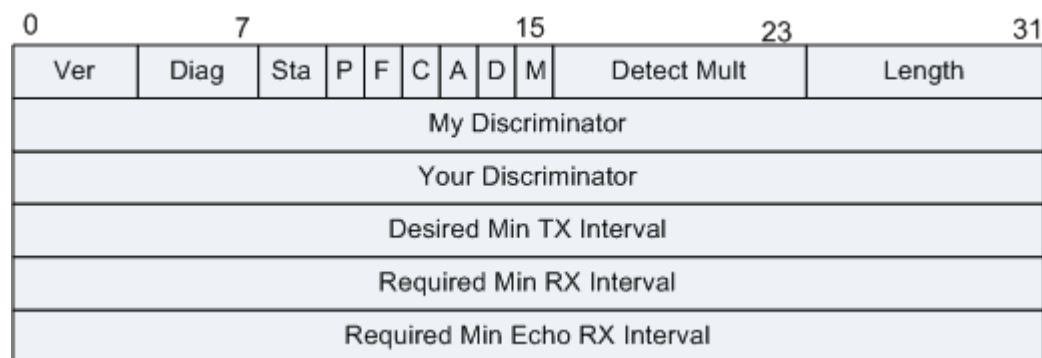 0 7 15 23 31
Ver Diag Sta P F C A D M Detect Mult Length
My Discriminator
Your Discriminator
Desired Min TX Interval
Required Min RX Interval
Required Min Echo RX Interval